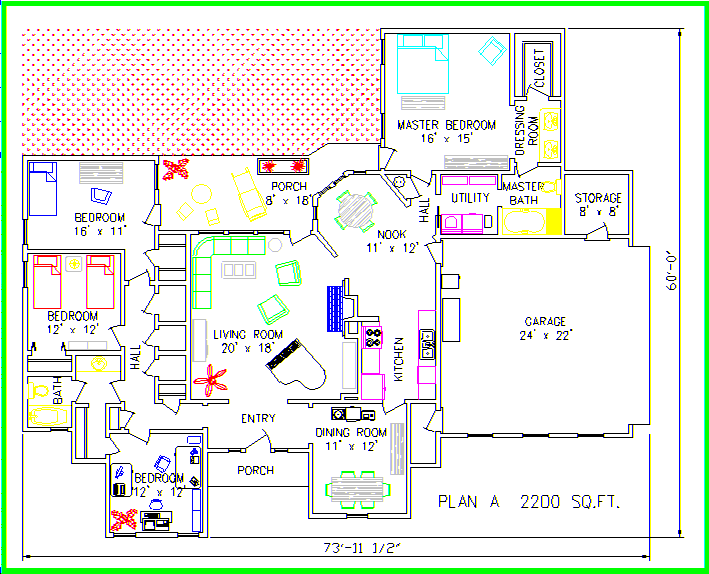 CLOSET
DRESSING
ROOM
MASTER BEDROOM
16' x 15'
PORCH
8' x 18'
BEDROOM
16' x 11'
HALL
UTILITY
MASTER
BATH
STORAGE
8' x 8'
NOOK
11' x 12'
60'-0'
BEDROOM
12' x 12'
HALL
LIVING ROOM
20' x 18'
KITCHEN
GARAGE
24' x 22'
BATH
ENTRY
DINING ROOM
11' x 12'
PORCH
BEDROOM
12' x 12'
PLAN A 2200 SQ.FT.
73'-11 1/2"